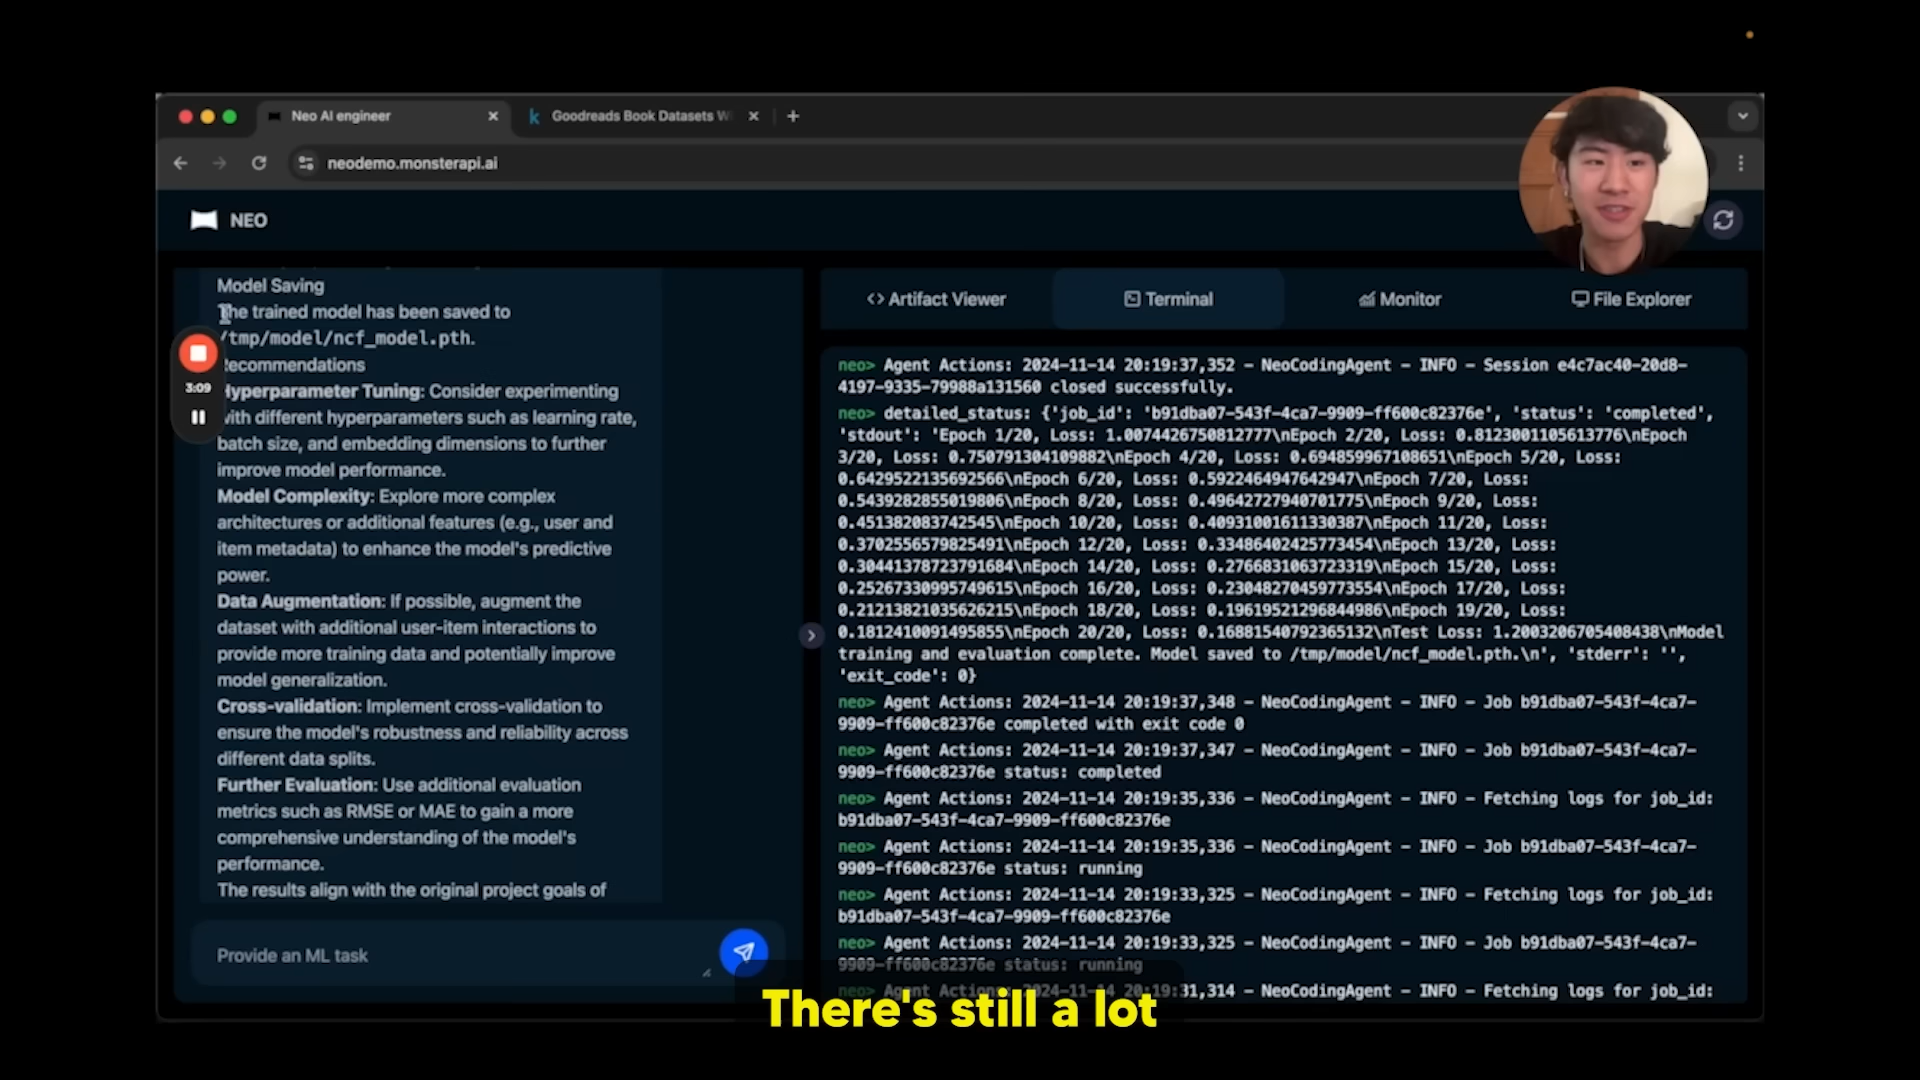 Neo AI engineer
Goodreads Book Datasets Wi
neodemo.monsterapi.ai
NEO
Model Saving
The trained model has been saved to
/tmp/model/ncf_model.pth.
Recommendations
Hyperparameter Tuning: Consider experimenting
with different hyperparameters such as learning rate,
batch size, and embedding dimensions to further
improve model performance.
Model Complexity: Explore more complex
architectures or additional features (e.g., user and
item metadata) to enhance the model's predictive
power.
Data Augmentation: If possible, augment the
dataset with additional user-item interactions to
provide more training data and potentially improve
model generalization.
Cross-validation: Implement cross-validation to
ensure the model's robustness and reliability across
different data splits.
Further Evaluation: Use additional evaluation
metrics such as RMSE or MAE to gain a more
comprehensive understanding of the model's
performance.
The results align with the original project goals of
3:09
Provide an ML task
<> Artifact Viewer
Terminal
Monitor
File Explorer
neo> Agent Actions: 2024-11-14 20:19:37,352 - NeoCodingAgent - INFO - Session e4c7ac40-20d8-
4197-9335-79988a131560 closed successfully.
neo> detailed_status: {'job_id': 'b91dba07-543f-4ca7-9909-ff600c82376e', 'status': 'completed',
'stdout': 'Epoch 1/20, Loss: 1.0074426750812777\nEpoch 2/20, Loss: 0.8123001105613776\nEpoch
3/20, Loss: 0.750791304109882\nEpoch 4/20, Loss: 0.694859967108651\nEpoch 5/20, Loss:
0.6429522135692566\nEpoch 6/20, Loss: 0.5922464947642947\nEpoch 7/20, Loss:
0.5439282855019806\nEpoch 8/20, Loss: 0.49642727940701775\nEpoch 9/20, Loss:
0.451382083742545\nEpoch 10/20, Loss: 0.40931001611330387\nEpoch 11/20, Loss:
0.3702556579825491\nEpoch 12/20, Loss: 0.33486402425773454\nEpoch 13/20, Loss:
0.30441378723791684\nEpoch 14/20, Loss: 0.2766831063723319\nEpoch 15/20, Loss:
0.25267330995749615\nEpoch 16/20, Loss: 0.23048270459773554\nEpoch 17/20, Loss:
0.21213821035626215\nEpoch 18/20, Loss: 0.19619521296844986\nEpoch 19/20, Loss:
0.1812410091495855\nEpoch 20/20, Loss: 0.16881540792365132\nTest Loss: 1.2003206705408438\nModel
training and evaluation complete. Model saved to /tmp/model/ncf_model.pth.\n', 'stderr': '',
'exit_code': 0}
neo> Agent Actions: 2024-11-14 20:19:37,348 - NeoCodingAgent - INFO - Job b91dba07-543f-4ca7-
9909-ff600c82376e completed with exit code 0
neo> Agent Actions: 2024-11-14 20:19:37,347 - NeoCodingAgent - INFO - Job b91dba07-543f-4ca7-
9909-ff600c82376e status: completed
neo> Agent Actions: 2024-11-14 20:19:35,336 - NeoCodingAgent - INFO - Fetching logs for job_id:
b91dba07-543f-4ca7-9909-ff600c82376e
neo> Agent Actions: 2024-11-14 20:19:35,336 - NeoCodingAgent - INFO - Job b91dba07-543f-4ca7-
9909-ff600c82376e status: running
neo> Agent Actions: 2024-11-14 20:19:33,325 - NeoCodingAgent - INFO - Fetching logs for job_id:
b91dba07-543f-4ca7-9909-ff600c82376e
neo> Agent Actions: 2024-11-14 20:19:33,325 - NeoCodingAgent - INFO - Job b91dba07-543f-4ca7-
9909-ff600c82376e status: running
neo> Agent Actions: 2024-11-14 20:19:31,314 - NeoCodingAgent - INFO - Fetching logs for job_id:
There's still a lot